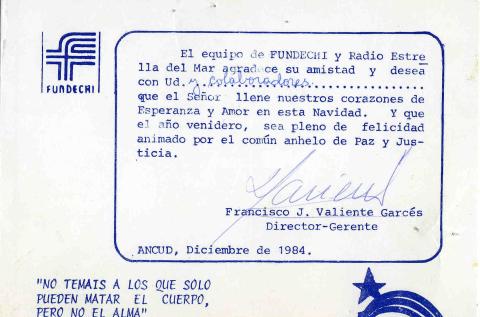 FUNDECHI
El equipo de FUNDECHI y Radio Estre
lla del Mar agradece su amistad y desea
con Ud. y colaboradores
que el Señor llene nuestros corazones de
Esperanza y Amor en esta Navidad. Y que
el año venidero, sea pleno de felicidad
animado por el común anhelo de Paz y Jus-
ticia.
Francisco J. Valiente Garcés
Director-Gerente
ANCUD, Diciembre de 1984.
"NO TEMAIS A LOS QUE SOLO
PUEDEN MATAR EL CUERPO,
PERO NO EL ALMA"